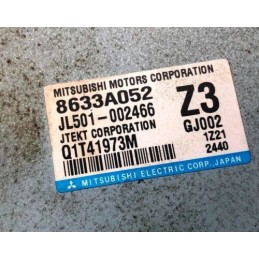 MITSUBISHI MOTORS CORPORATION
8633A052 Z3
JL501-002466
JTEKT CORPORATION GJ002
Q1T41973M 1Z21
2440
MITSUBISHI ELECTRIC CORP.,JAPAN